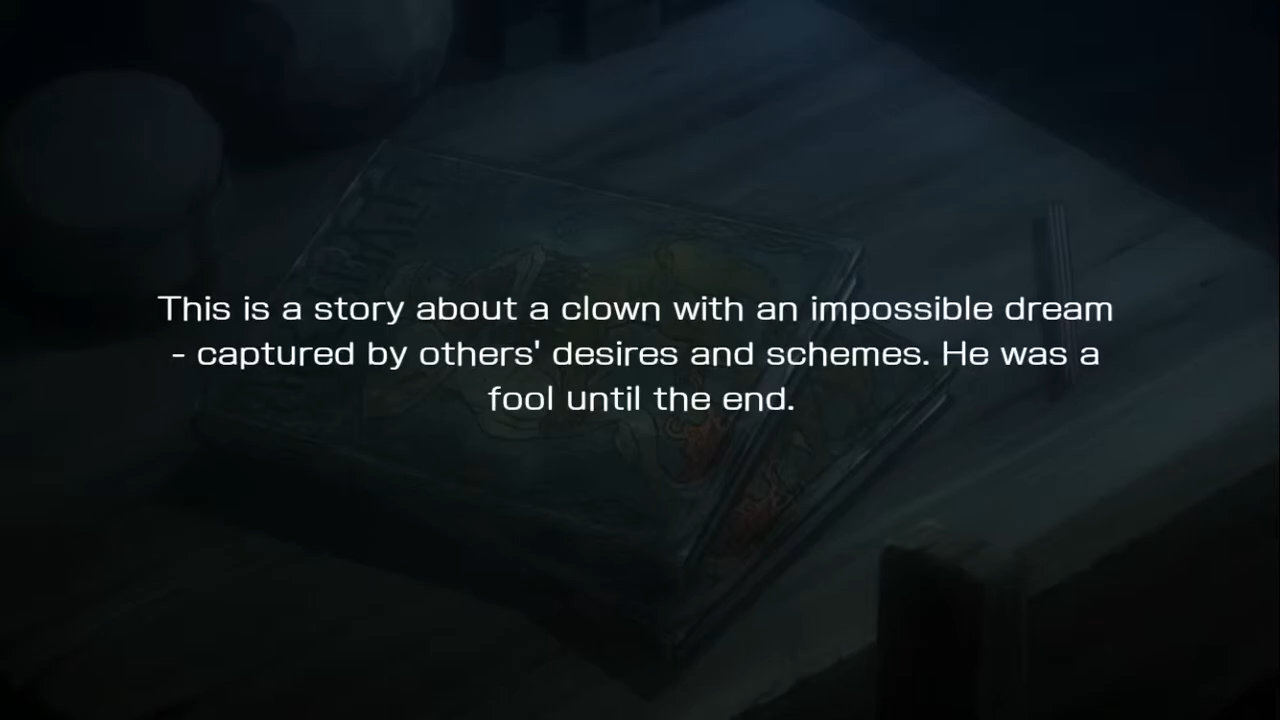 This is a story about a clown with an impossible dream
- captured by others' desires and schemes. He was a
fool until the end.